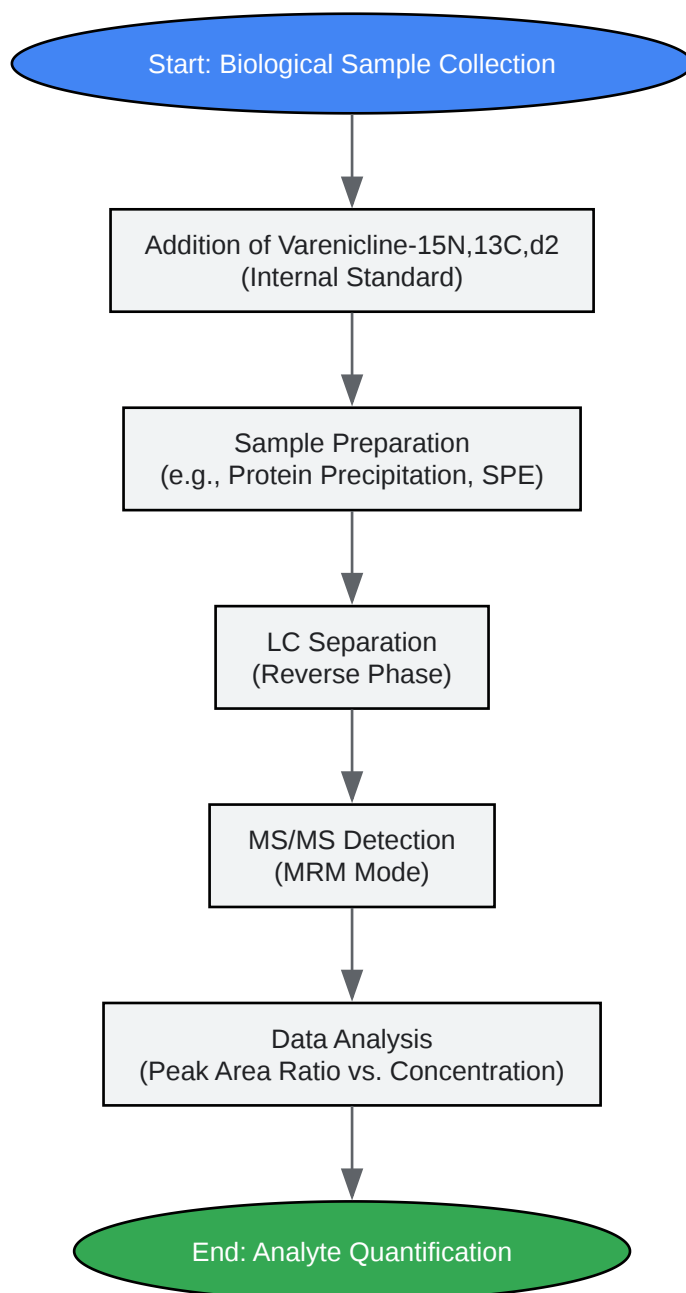 Start: Biological Sample Collection
Addition of Varenicline-15N,13C,d2
(Internal Standard)
Sample Preparation
(e.g., Protein Precipitation, SPE)
LC Separation
(Reverse Phase)
MS/MS Detection
(MRM Mode)
Data Analysis
(Peak Area Ratio vs. Concentration)
End: Analyte Quantification